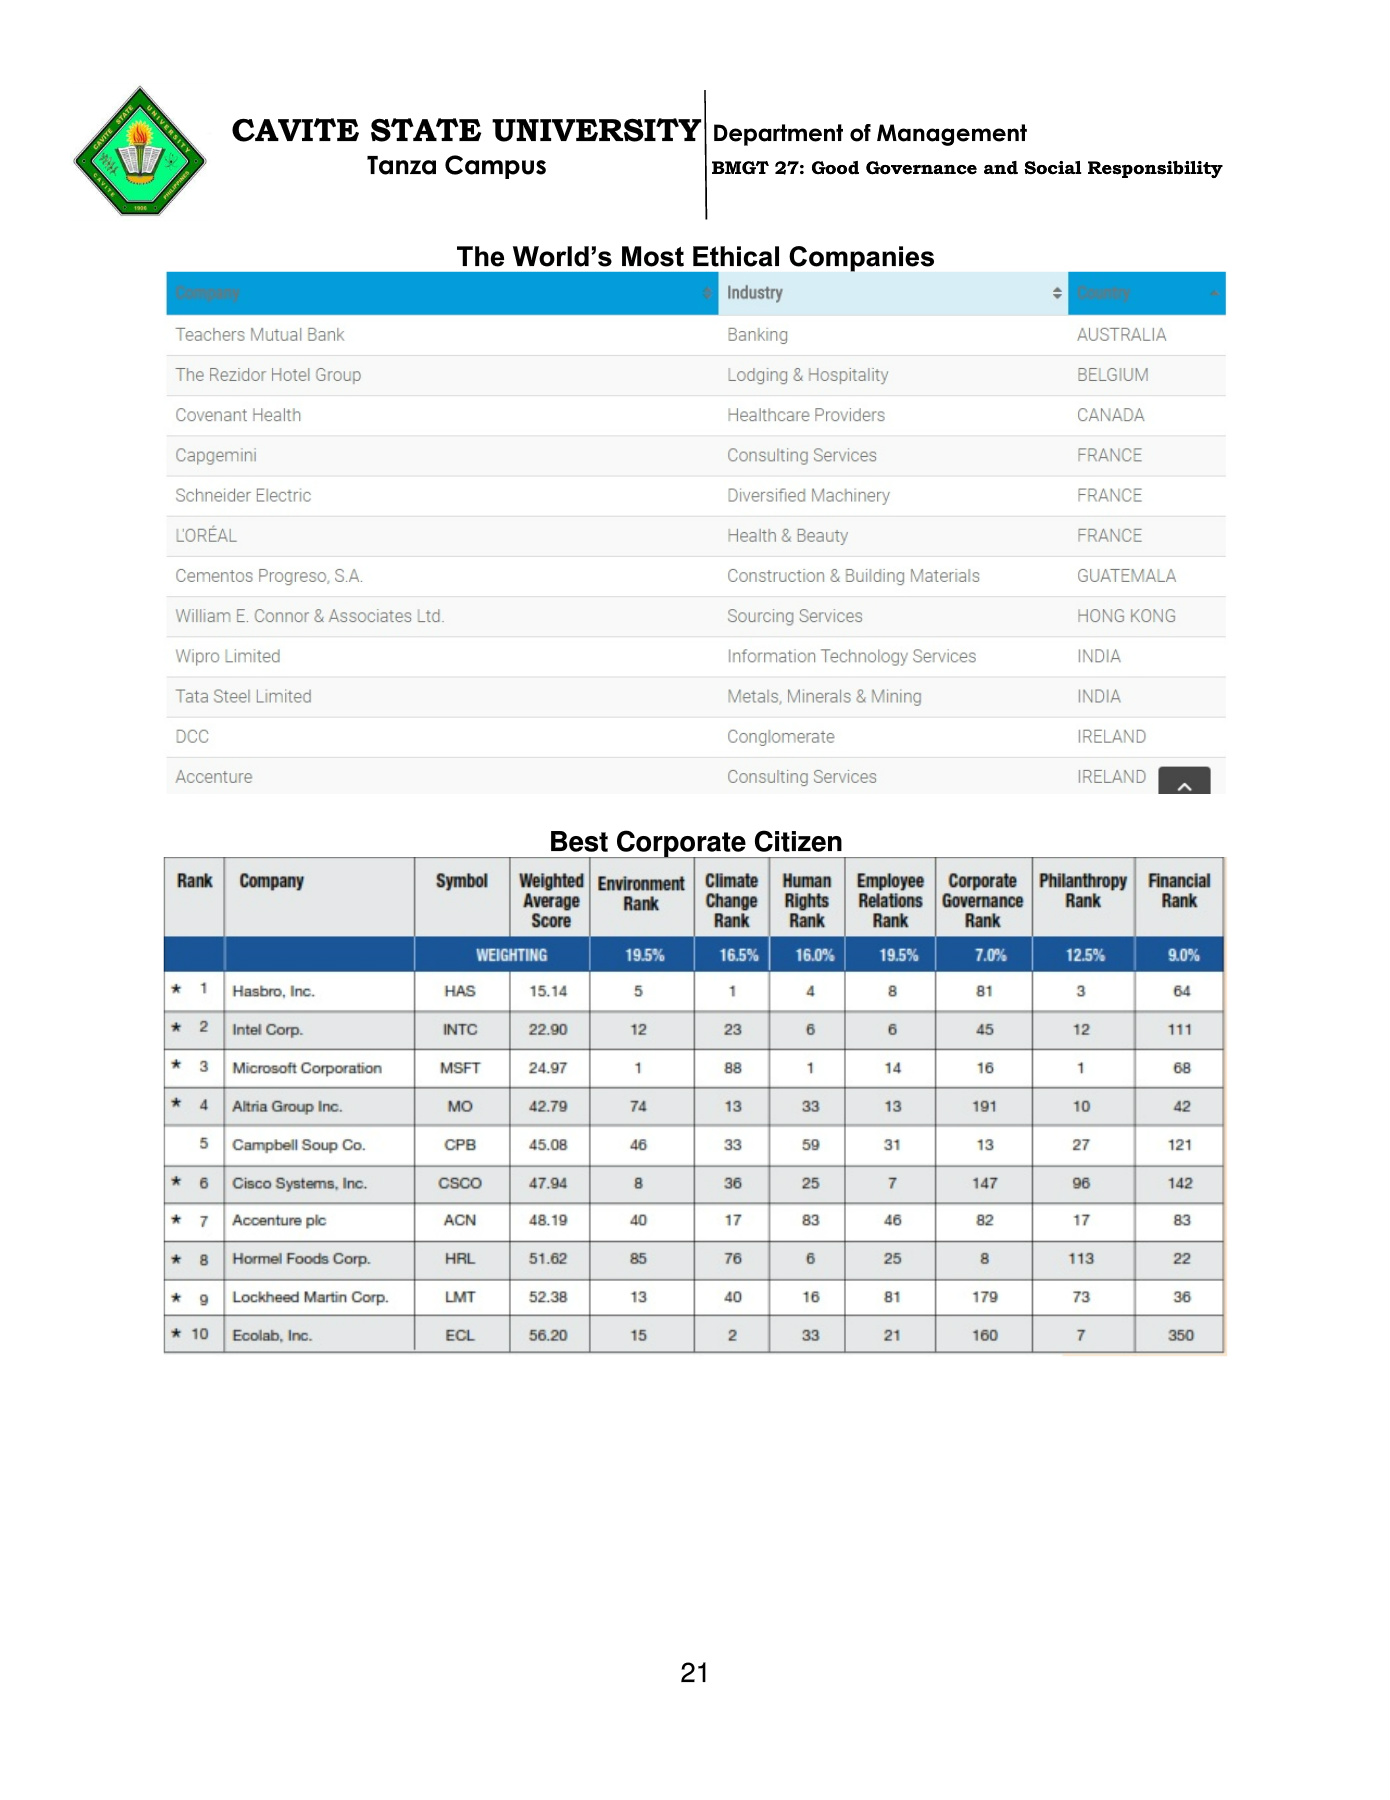 CAVITE STATE UNIVERSITY
Tanza Campus
Department of Management
BMGT 27: Good Governance and Social Responsibility
CAVITE STATE UNIVERSITY
CAVITE PHILIPPINES
1906
The World's Most Ethical Companies
Company Industry Country
Teachers Mutual Bank Banking AUSTRALIA
The Rezidor Hotel Group Lodging & Hospitality BELGIUM
Covenant Health Healthcare Providers CANADA
Capgemini Consulting Services FRANCE
Schneider Electric Diversified Machinery FRANCE
L'ORÉAL Health & Beauty FRANCE
Cementos Progreso, S.A. Construction & Building Materials GUATEMALA
William E. Connor & Associates Ltd. Sourcing Services HONG KONG
Wipro Limited Information Technology Services INDIA
Tata Steel Limited Metals, Minerals & Mining INDIA
DCC Conglomerate IRELAND
Accenture Consulting Services IRELAND
Best Corporate Citizen
Rank Company Symbol Weighted Average Score Environment Rank Climate Change Rank Human Rights Rank Employee Relations Rank Corporate Governance Rank Philanthropy Rank Financial Rank
WEIGHTING 19.5% 16.5% 16.0% 19.5% 7.0% 12.5% 9.0%
* 1 Hasbro, Inc. HAS 15.14 5 1 4 8 81 3 64
* 2 Intel Corp. INTC 22.90 12 23 6 6 45 12 111
* 3 Microsoft Corporation MSFT 24.97 1 88 1 14 16 1 68
* 4 Altria Group Inc. MO 42.79 74 13 33 13 191 10 42
5 Campbell Soup Co. CPB 45.08 46 33 59 31 13 27 121
* 6 Cisco Systems, Inc. CSCO 47.94 8 36 25 7 147 96 142
* 7 Accenture plc ACN 48.19 40 17 83 46 82 17 83
* 8 Hormel Foods Corp. HRL 51.62 85 76 6 25 8 113 22
* 9 Lockheed Martin Corp. LMT 52.38 13 40 16 81 179 73 36
* 10 Ecolab, Inc. ECL 56.20 15 2 33 21 160 7 350
21